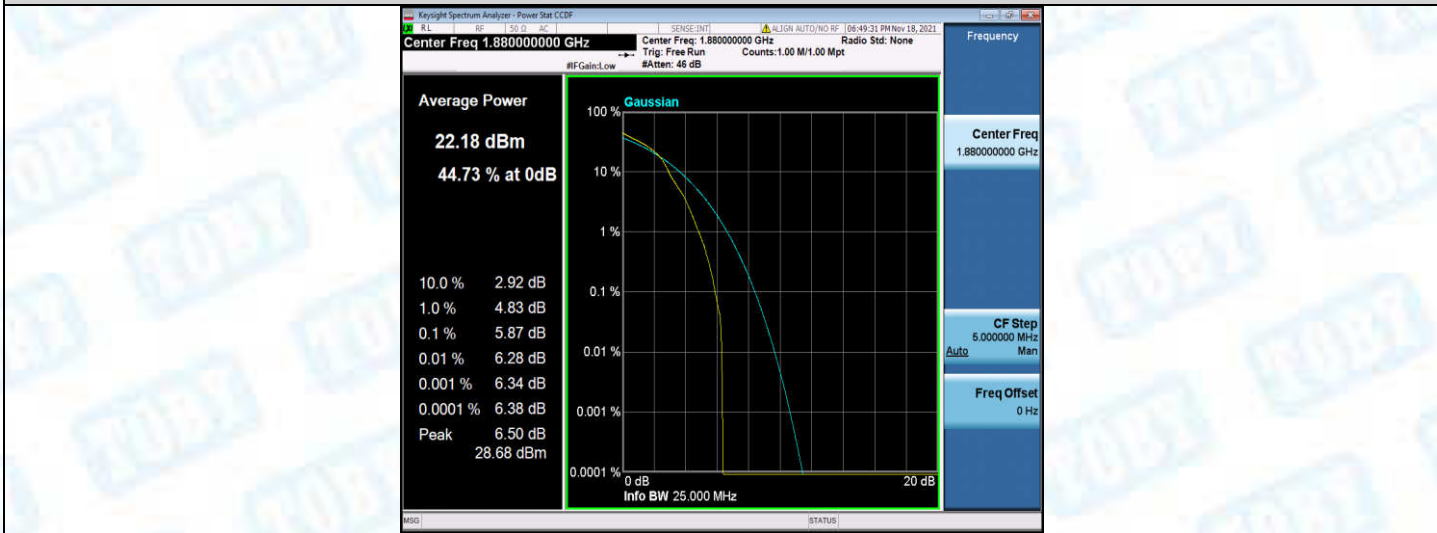 Keysight Spectrum Analyzer - Power Stat CCDF
RL RF 50 Ω AC SENSE:INT ALIGN AUTO/NO RF 06:49:31 PM Nov 18, 2021
Center Freq 1.880000000 GHz
Center Freq: 1.880000000 GHz Radio Std: None
Trig: Free Run Counts:1.00 M/1.00 Mpt
#IFGain:Low #Atten: 46 dB
Frequency
Average Power
22.18 dBm
44.73 % at 0dB
10.0 % 2.92 dB
1.0 % 4.83 dB
0.1 % 5.87 dB
0.01 % 6.28 dB
0.001 % 6.34 dB
0.0001 % 6.38 dB
Peak 6.50 dB
28.68 dBm
Gaussian
100 %
10 %
1 %
0.1 %
0.01 %
0.001 %
0.0001 %
0 dB 20 dB
Info BW 25.000 MHz
Center Freq
1.880000000 GHz
CF Step
5.000000 MHz
Auto Man
Freq Offset
0 Hz
MSG STATUS